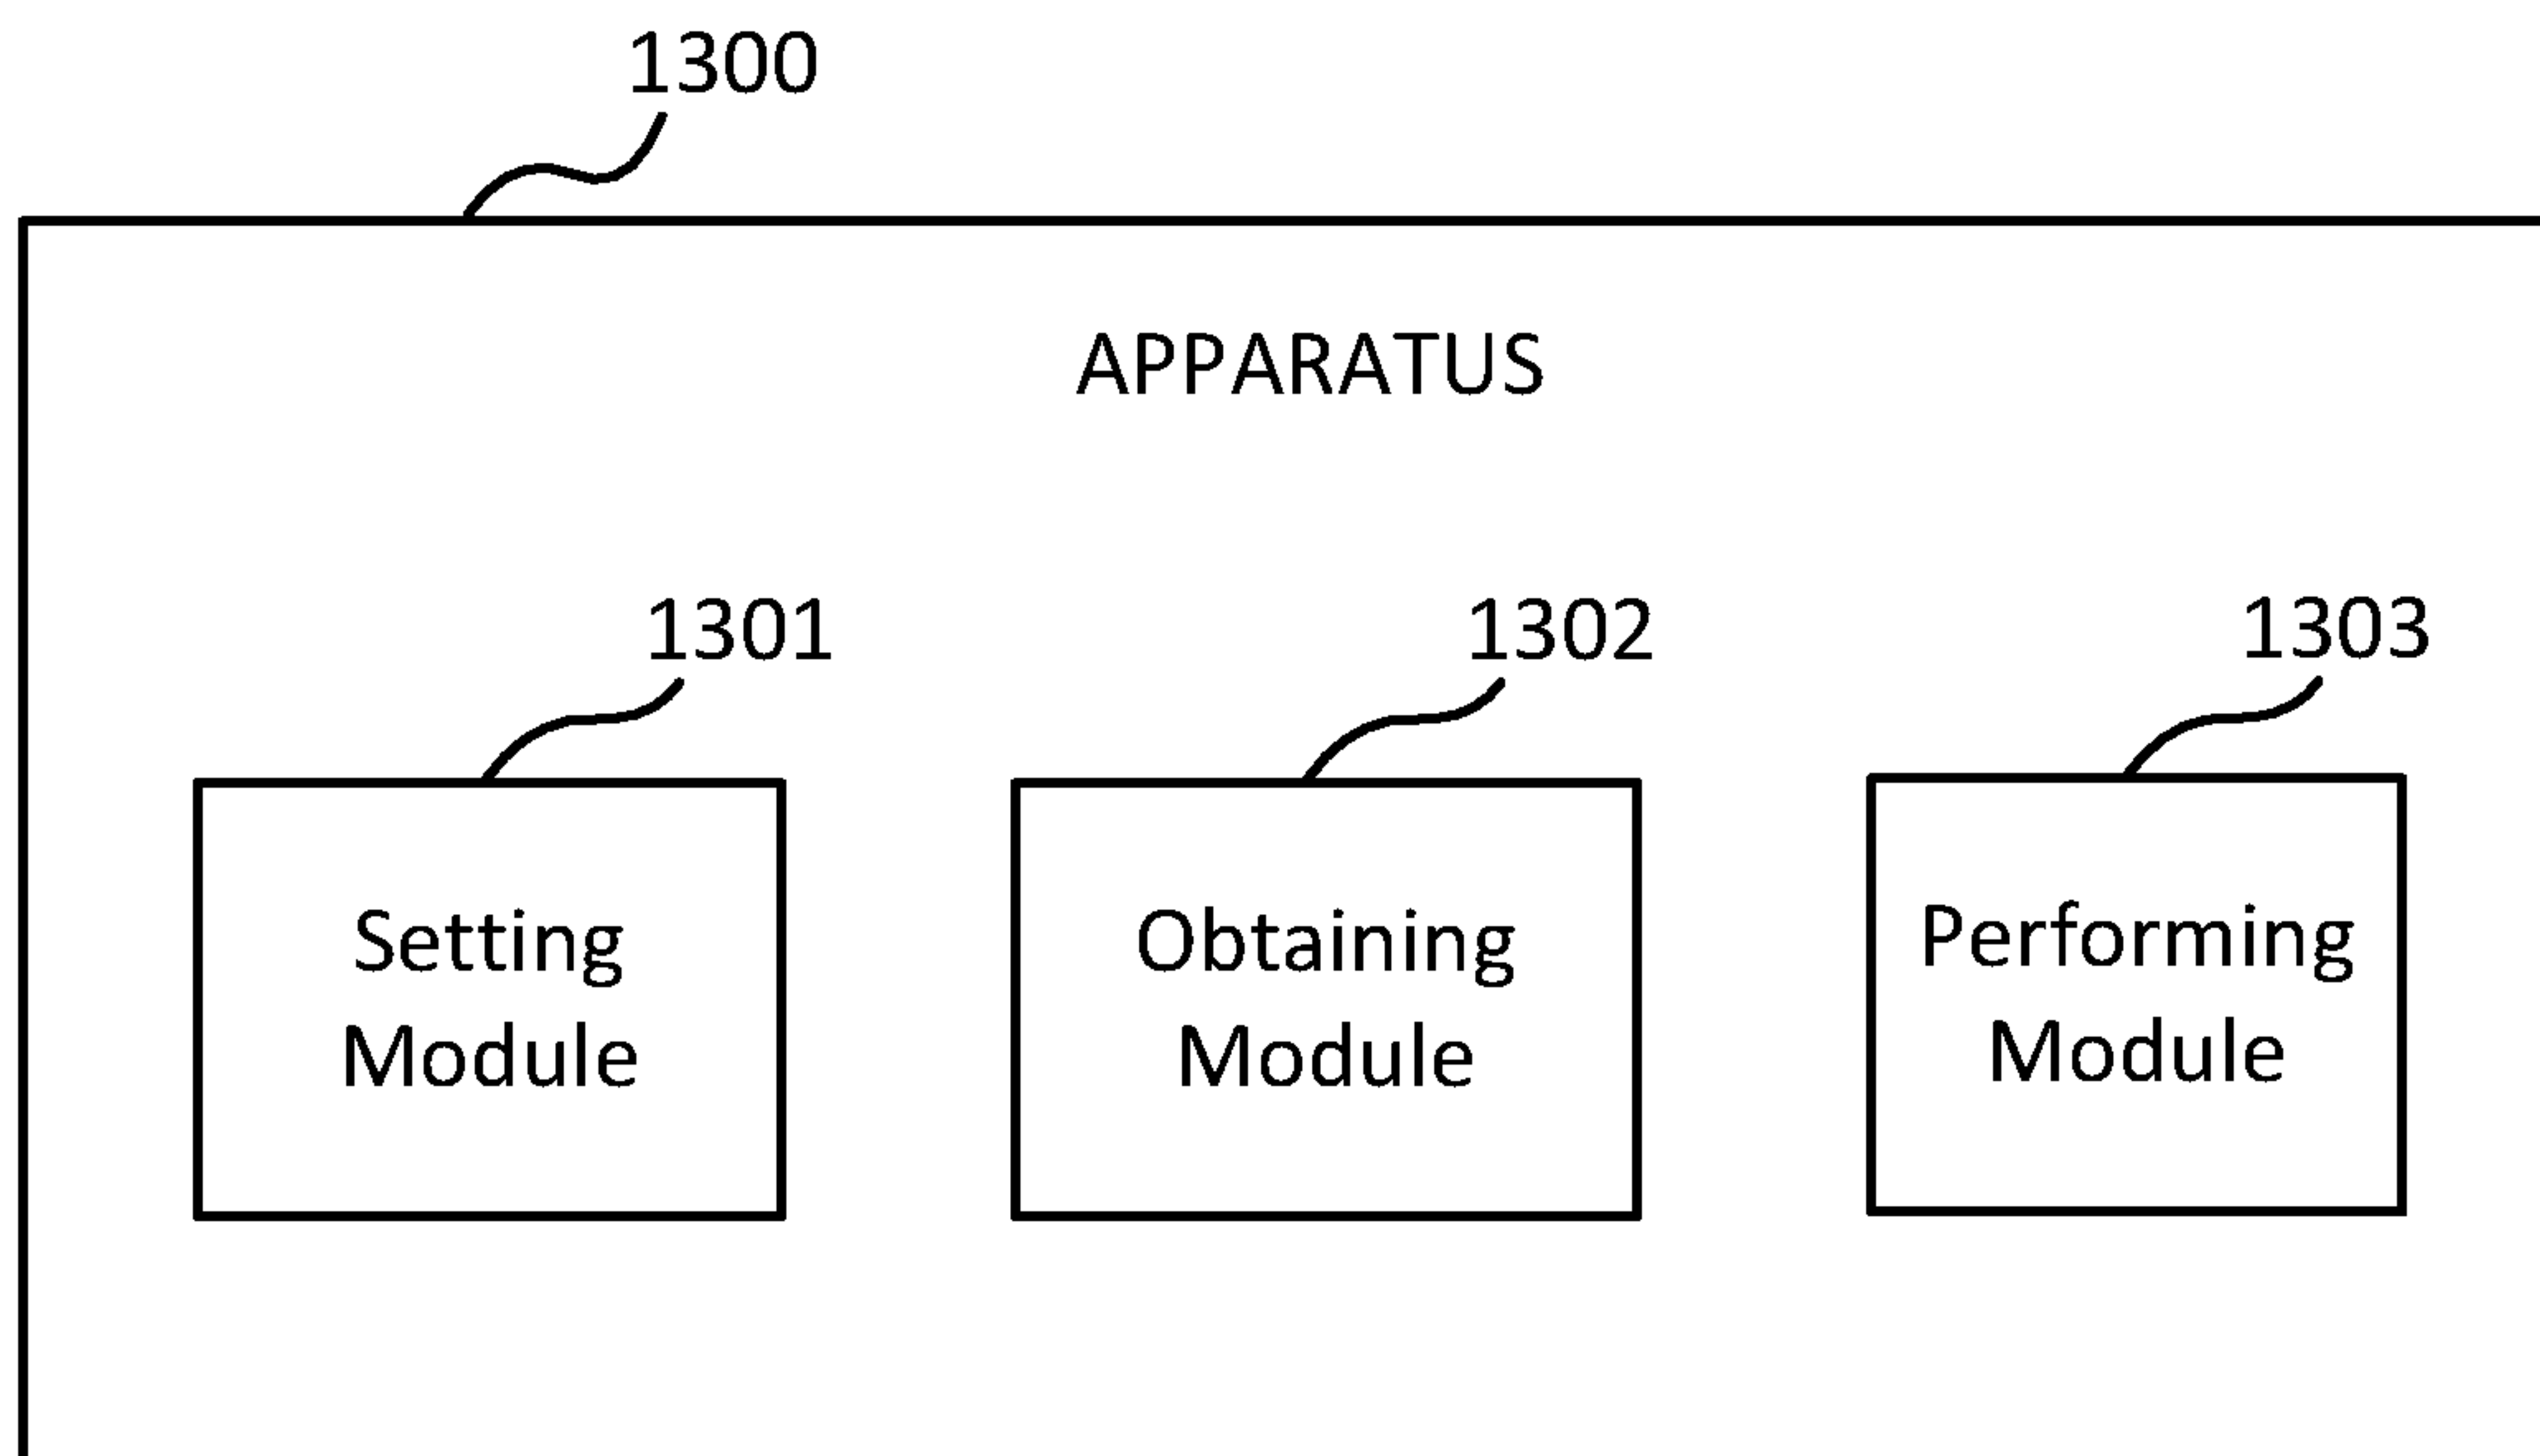 1300
APPARATUS
1301
1302
1303
Setting
Module
Obtaining
Module
Performing
Module